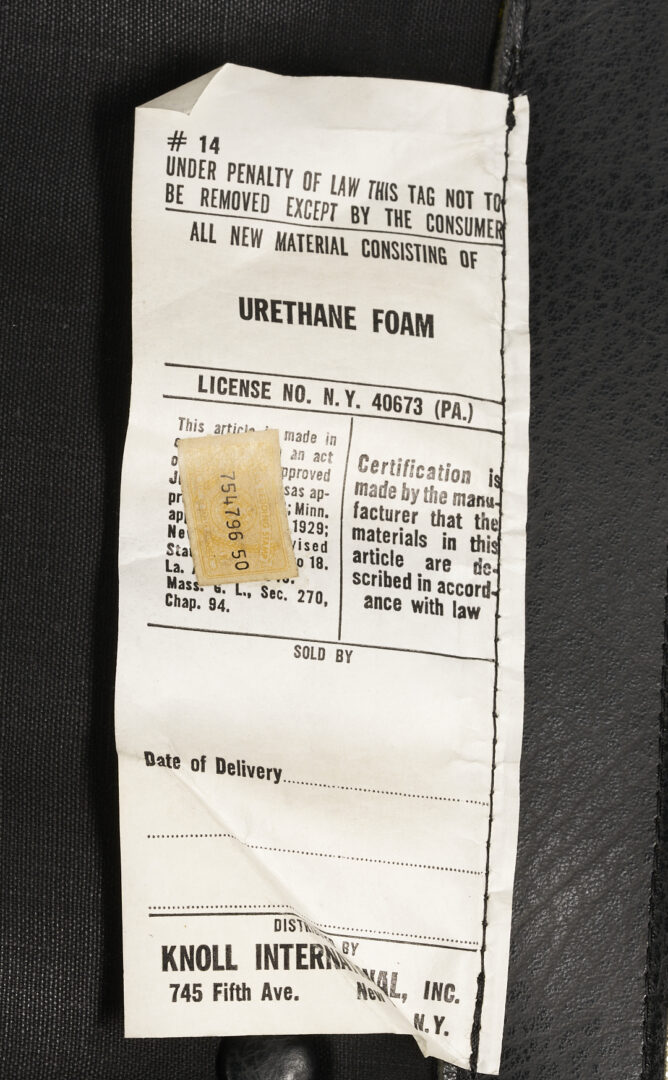 # 14
UNDER PENALTY OF LAW THIS TAG NOT TO
BE REMOVED EXCEPT BY THE CONSUMER
ALL NEW MATERIAL CONSISTING OF
URETHANE FOAM
LICENSE NO. N.Y. 40673 (PA.)
This article made in
an act
approved
sas ap-
; Minn.
1929;
vised
o 18.
La.
Mass. G. L., Sec. 270,
Chap. 94.
754796 50
Certification is
made by the manu-
facturer that the
materials in this
article are de-
scribed in accord-
ance with law
SOLD BY
Date of Delivery
BY
KNOLL INTERNATIONAL, INC.
745 Fifth Ave. New
N.Y.